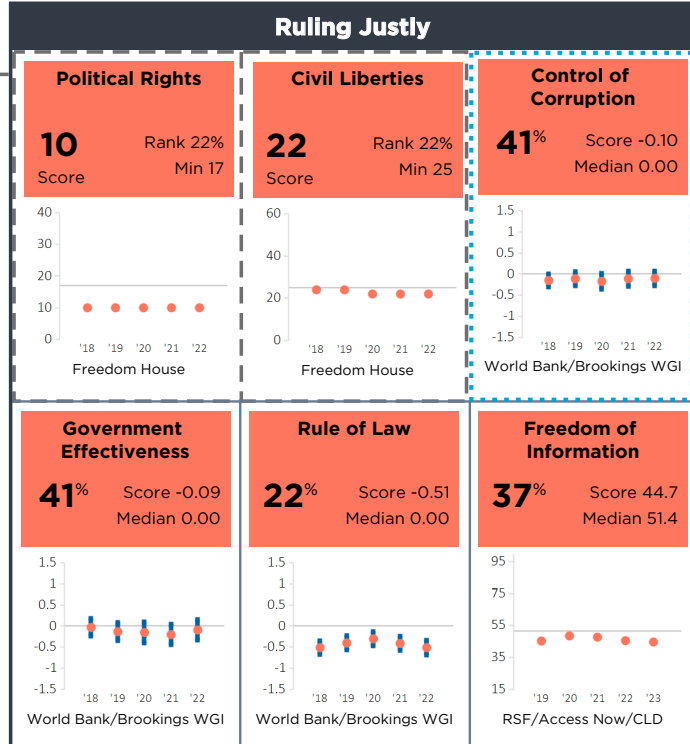 Ruling Justly
Political Rights
10
Score
Rank 22%
Min 17
40
30
20
10
0
'18 '19 '20 '21 '22
Freedom House
Civil Liberties
22
Score
Rank 22%
Min 25
60
40
20
0
'18 '19 '20 '21 '22
Freedom House
Control of
Corruption
41%
Score -0.10
Median 0.00
1.5
1
0.5
0
-0.5
-1
-1.5
'18 '19 '20 '21 '22
World Bank/Brookings WGI
Government
Effectiveness
41%
Score -0.09
Median 0.00
1.5
1
0.5
0
-0.5
-1
-1.5
'18 '19 '20 '21 '22
World Bank/Brookings WGI
Rule of Law
22%
Score -0.51
Median 0.00
1.5
1
0.5
0
-0.5
-1
-1.5
'18 '19 '20 '21 '22
World Bank/Brookings WGI
Freedom of
Information
37%
Score 44.7
Median 51.4
95
75
55
35
15
'19 '20 '21 '22 '23
RSF/Access Now/CLD